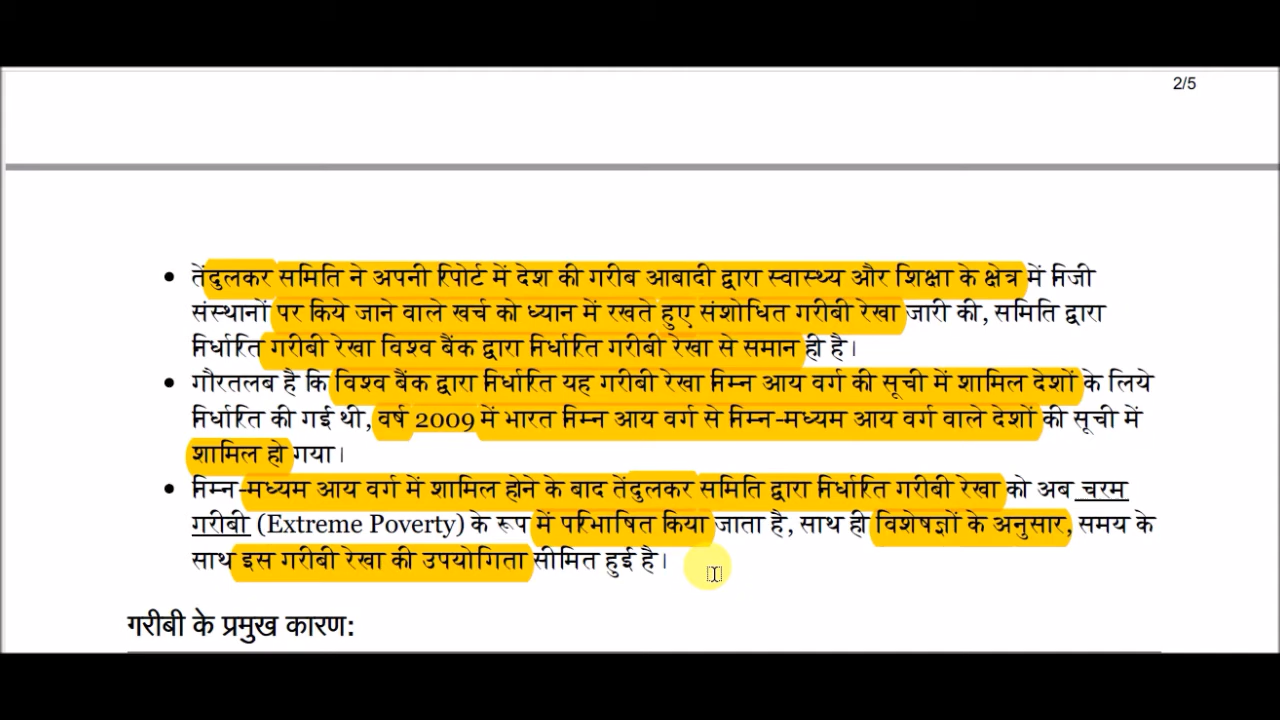 2/5
• तेंदुलकर समिति ने अपनी रिपोर्ट में देश की गरीब आबादी द्वारा स्वास्थ्य और शिक्षा के क्षेत्र में निजी
संस्थानों पर किये जाने वाले खर्च को ध्यान में रखते हुए संशोधित गरीबी रेखा जारी की, समिति द्वारा
निर्धारित गरीबी रेखा विश्व बैंक द्वारा निर्धारित गरीबी रेखा से समान ही है।
• गौरतलब है कि विश्व बैंक द्वारा निर्धारित यह गरीबी रेखा निम्न आय वर्ग की सूची में शामिल देशों के लिये
निर्धारित की गई थी, वर्ष 2009 में भारत निम्न आय वर्ग से निम्न-मध्यम आय वर्ग वाले देशों की सूची में
शामिल हो गया।
• निम्न-मध्यम आय वर्ग में शामिल होने के बाद तेंदुलकर समिति द्वारा निर्धारित गरीबी रेखा को अब चरम
गरीबी (Extreme Poverty) के रूप में परिभाषित किया जाता है, साथ ही विशेषज्ञों के अनुसार, समय के
साथ इस गरीबी रेखा की उपयोगिता सीमित हुई है।
गरीबी के प्रमुख कारण: